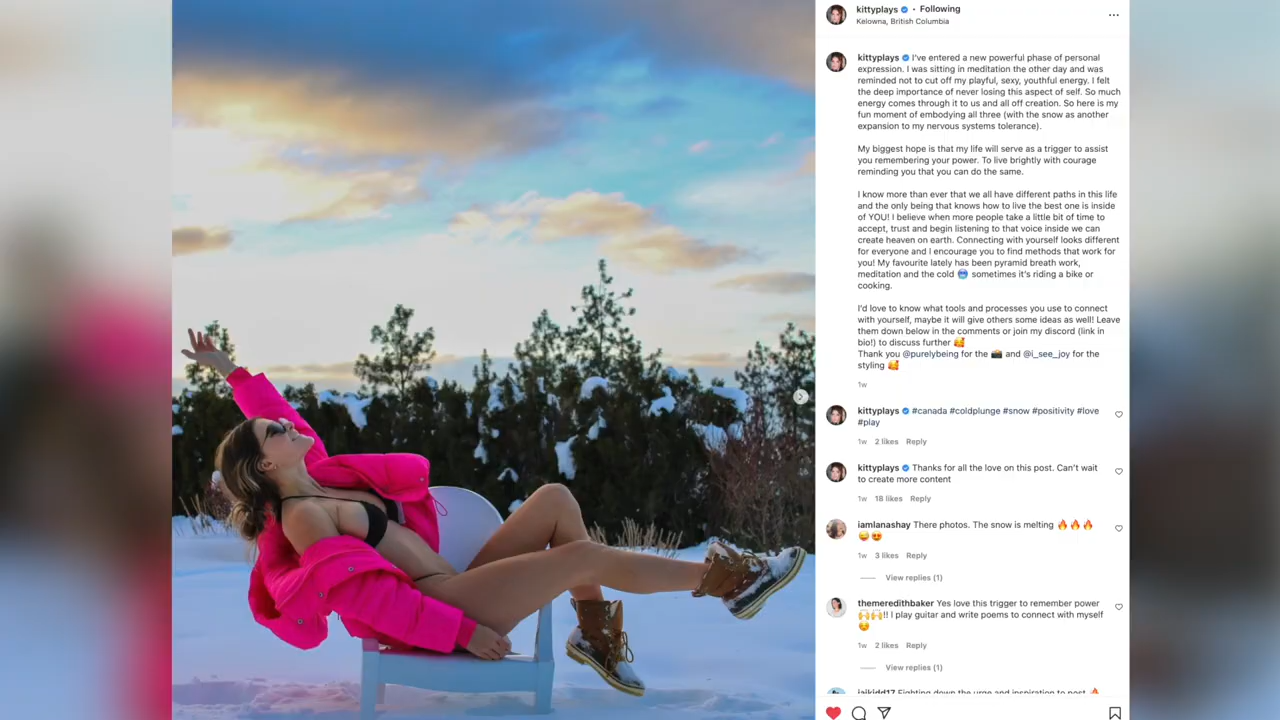 kittyplays • Following
Kelowna, British Columbia
kittyplays I've entered a new powerful phase of personal
expression. I was sitting in meditation the other day and was
reminded not to cut off my playful, sexy, youthful energy. I felt
the deep importance of never losing this aspect of self. So much
energy comes through it to us and all off creation. So here is my
fun moment of embodying all three (with the snow as another
expansion to my nervous systems tolerance).
My biggest hope is that my life will serve as a trigger to assist
you remembering your power. To live brightly with courage
reminding you that you can do the same.
I know more than ever that we all have different paths in this life
and the only being that knows how to live the best one is inside
of YOU! I believe when more people take a little bit of time to
accept, trust and begin listening to that voice inside we can
create heaven on earth. Connecting with yourself looks different
for everyone and I encourage you to find methods that work for
you! My favourite lately has been pyramid breath work,
meditation and the cold 🥶 sometimes it's riding a bike or
cooking.
I'd love to know what tools and processes you use to connect
with yourself, maybe it will give others some ideas as well! Leave
them down below in the comments or join my discord (link in
bio!) to discuss further 🥰
Thank you @purelybeing for the 📸 and @i_see_joy for the
styling 🥰
1w
kittyplays #canada #coldplunge #snow #positivity #love
#play
1w 2 likes Reply
kittyplays Thanks for all the love on this post. Can't wait
to create more content
1w 18 likes Reply
iamlanashay There photos. The snow is melting 🔥🔥🔥
😜😍
1w 3 likes Reply
View replies (1)
themeredithbaker Yes love this trigger to remember power
🙌🙌!! I play guitar and write poems to connect with myself
☺️
1w 2 likes Reply
View replies (1)
jaikidd17 Fighting down the urge and inspiration to post 🔥